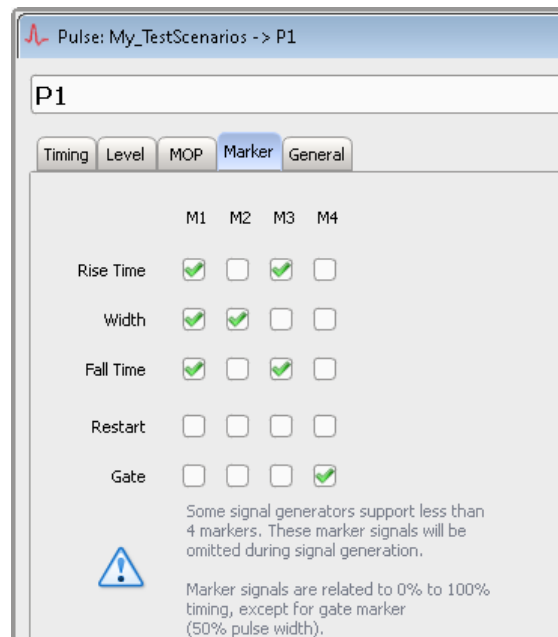 Pulse: My_TestScenarios -> P1
P1
Timing Level MOP Marker General
M1 M2 M3 M4
Rise Time
Width
Fall Time
Restart
Gate
Some signal generators support less than
4 markers. These marker signals will be
omitted during signal generation.
Marker signals are related to 0% to 100%
timing, except for gate marker
(50% pulse width).